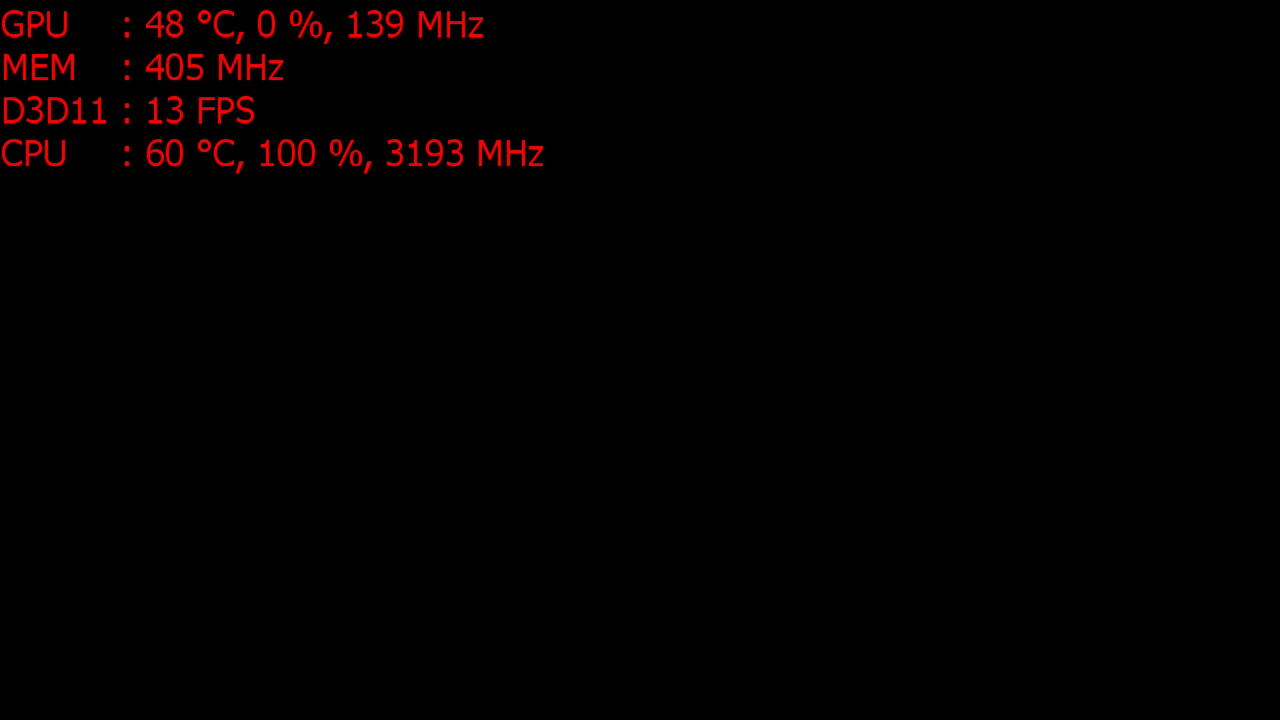 GPU : 48 °C, 0 %, 139 MHz
MEM : 405 MHz
D3D11 : 13 FPS
CPU : 60 °C, 100 %, 3193 MHz